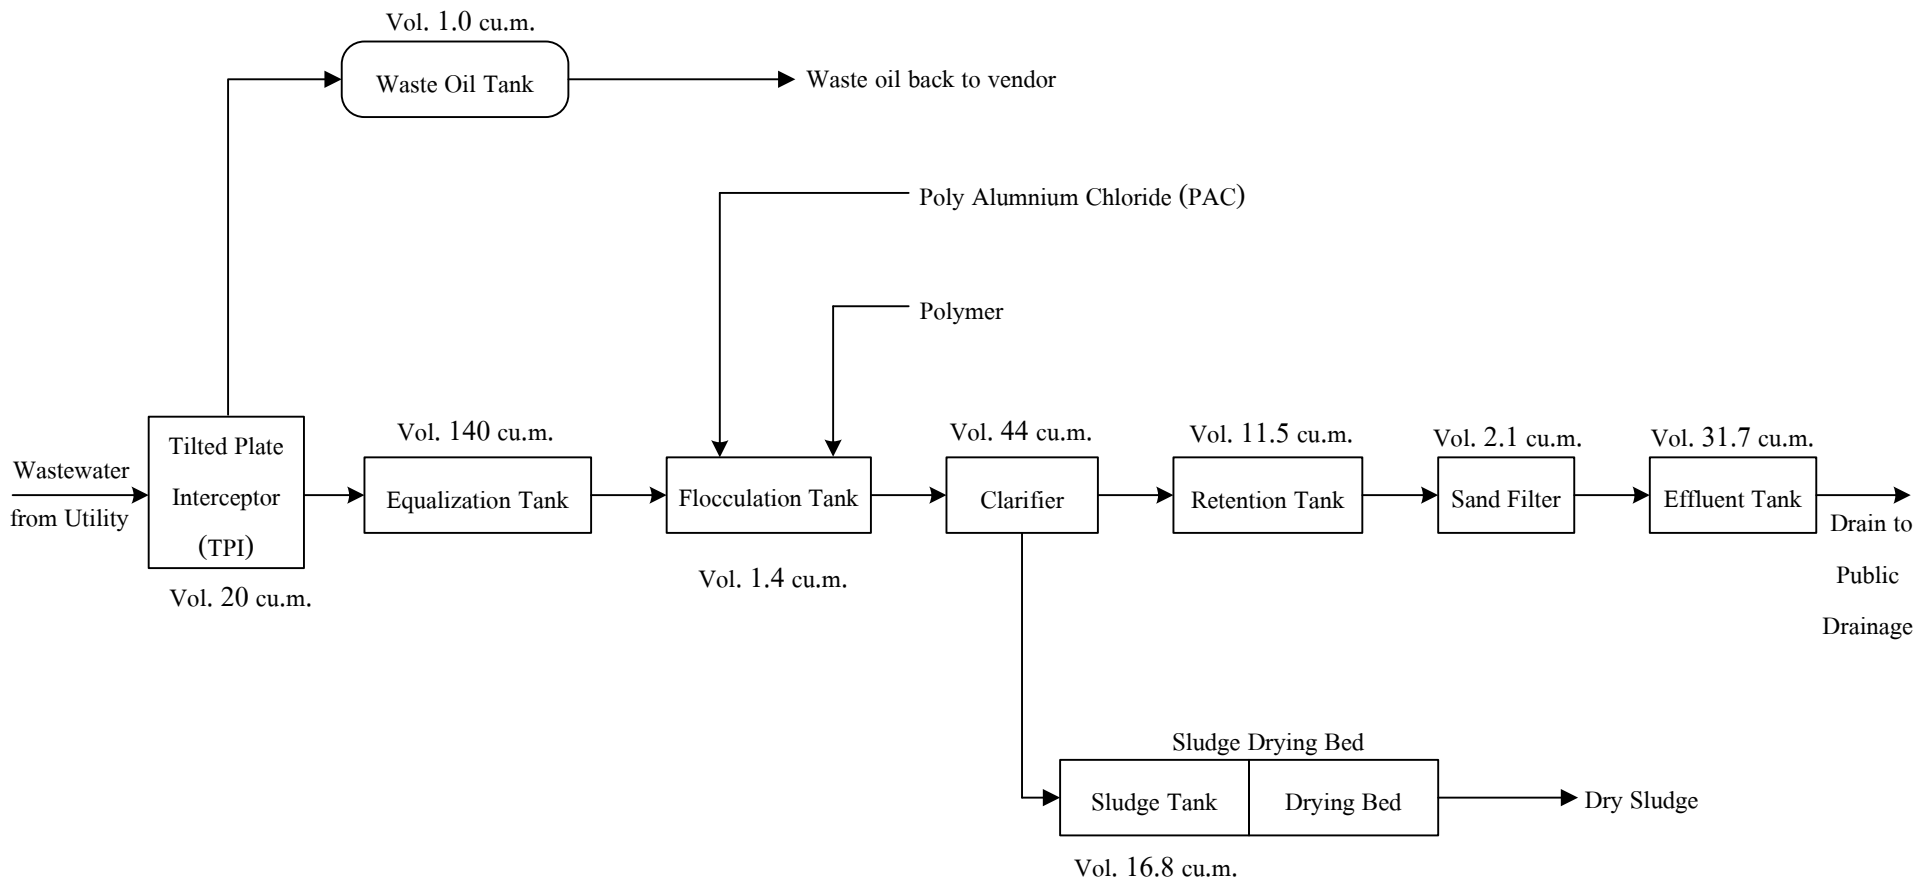 Vol. 1.0 cu.m.
Waste Oil Tank
Waste oil back to vendor
Poly Alumnium Chloride (PAC)
Polymer
Wastewater
from Utility
Tilted Plate
Interceptor
(TPI)
Vol. 20 cu.m.
Vol. 140 cu.m.
Equalization Tank
Flocculation Tank
Vol. 1.4 cu.m.
Vol. 44 cu.m.
Clarifier
Vol. 11.5 cu.m.
Retention Tank
Vol. 2.1 cu.m.
Sand Filter
Vol. 31.7 cu.m.
Effluent Tank
Drain to
Public
Drainage
Sludge Drying Bed
Sludge Tank
Drying Bed
Dry Sludge
Vol. 16.8 cu.m.